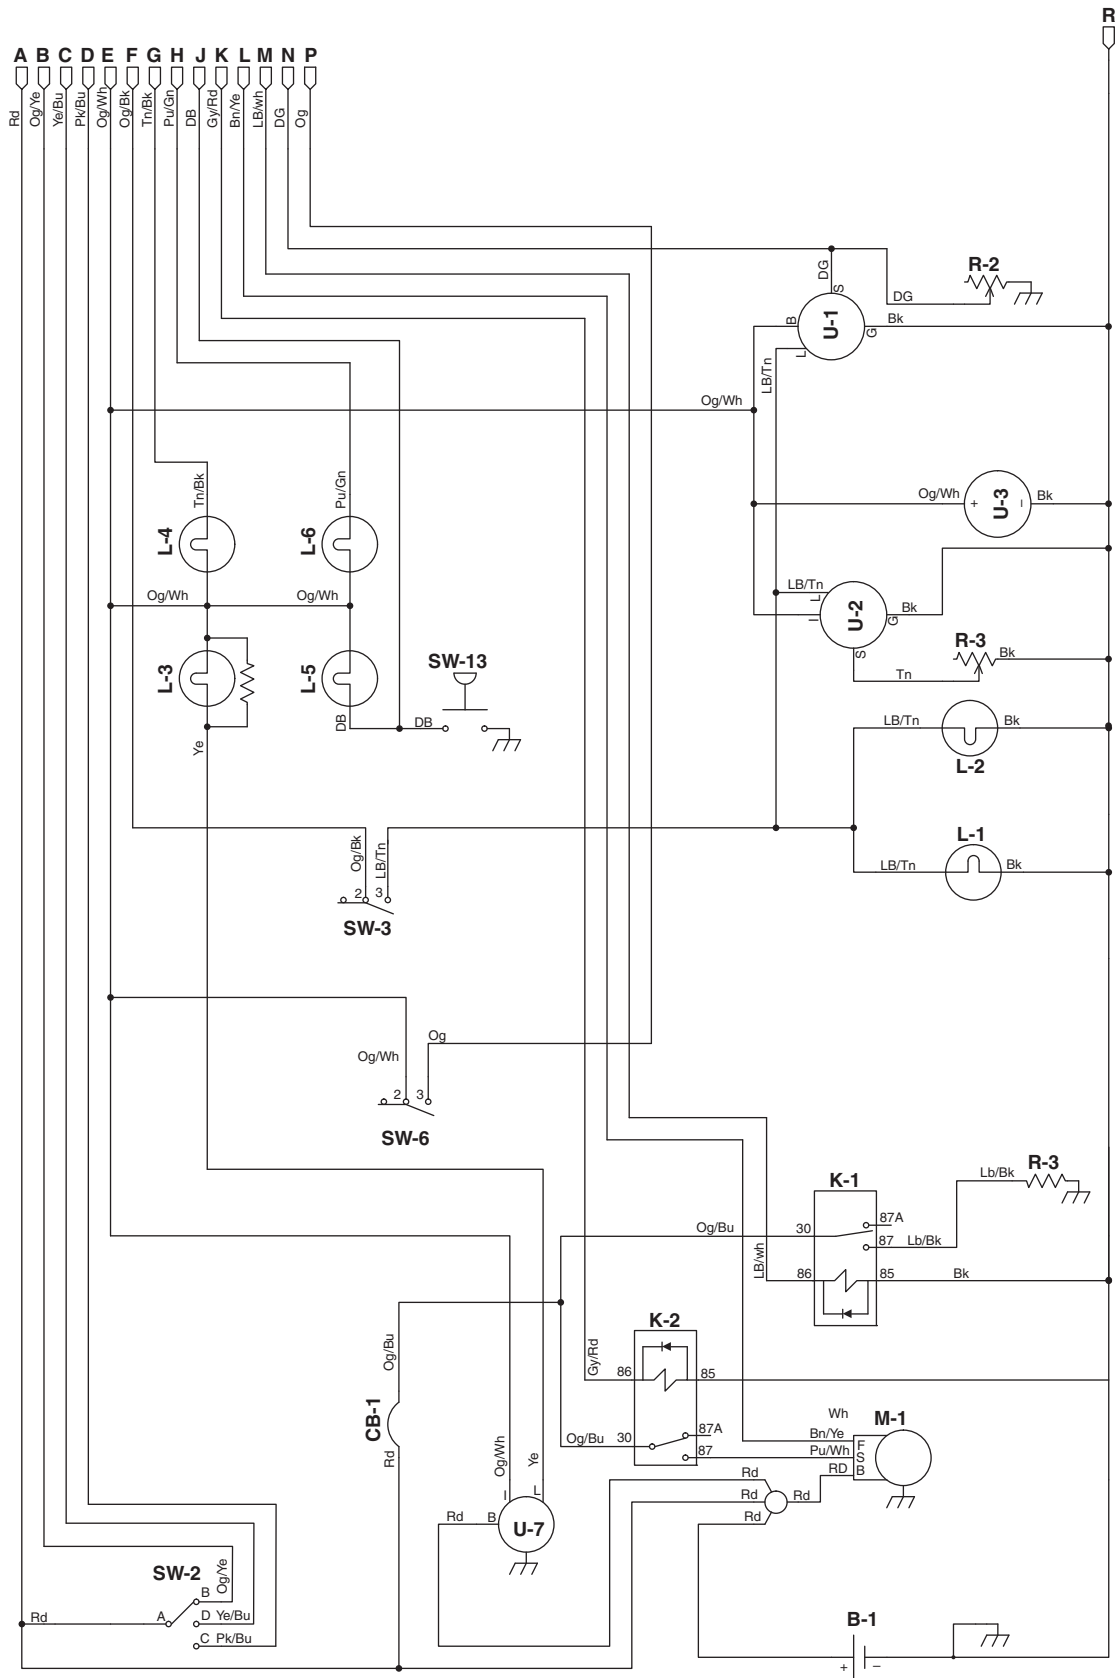 R
A B C D E F G H J K L M N P
Rd
Og/Ye
Ye/Bu
Pk/Bu
Og/Wh
Og/Bk
Tn/Bk
Pu/Gn
DB
Gy/Rd
Bn/Ye
LB/wh
DG
Og
R-2
DG
DG
S
B
U-1
G
Bk
L
LB/Tn
Og/Wh
Tn/Bk
Pu/Gn
L-4
L-6
Og/Wh
+
U-3
–
Bk
Og/Wh
Og/Wh
LB/Tn
L
I
U-2
G
Bk
S
R-3
Bk
Tn
L-3
L-5
SW-13
DB
DB
Ye
LB/Tn
Bk
L-2
L-1
LB/Tn
Bk
Og/Bk
LB/Tn
2 3
SW-3
Og
Og/Wh
2 3
SW-6
K-1
Lb/Bk
R-3
Og/Bu
30
87A
87
Lb/Bk
LB/wh
86
85
Bk
K-2
Og/Bu
Gy/Rd
86
85
CB-1
Og/Bu
30
87A
87
Wh
M-1
Bn/Ye
F
Pu/Wh
S
RD
B
Rd
Og/Wh
Ye
Rd
Rd
Rd
Rd
I
L
Rd
B
U-7
SW-2
Og/Ye
B
Rd
A
D
Ye/Bu
C
Pk/Bu
B-1
+
–